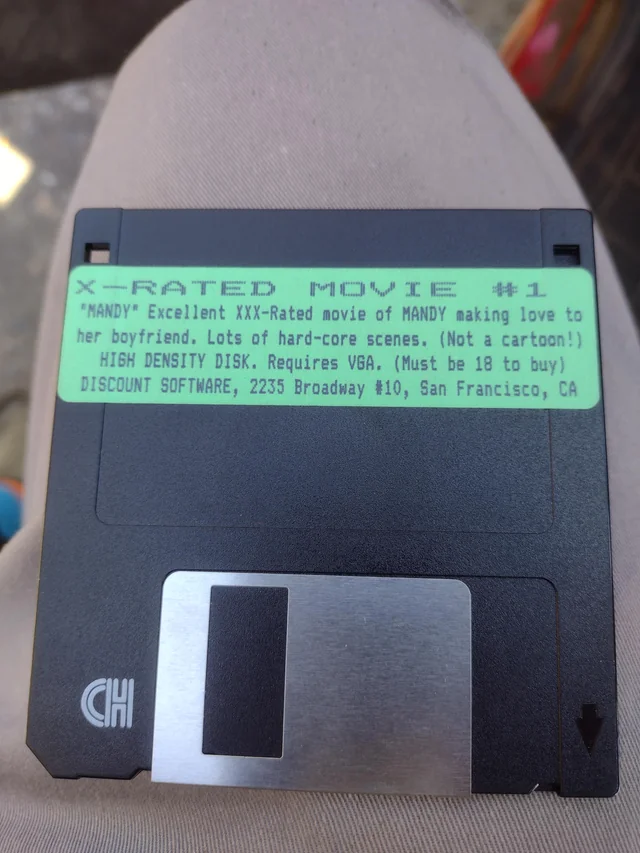 X-RATED MOVIE #1
"MANDY" Excellent XXX-Rated movie of MANDY making love to
her boyfriend. Lots of hard-core scenes. (Not a cartoon!)
HIGH DENSITY DISK. Requires VGA. (Must be 18 to buy)
DISCOUNT SOFTWARE, 2235 Broadway #10, San Francisco, CA